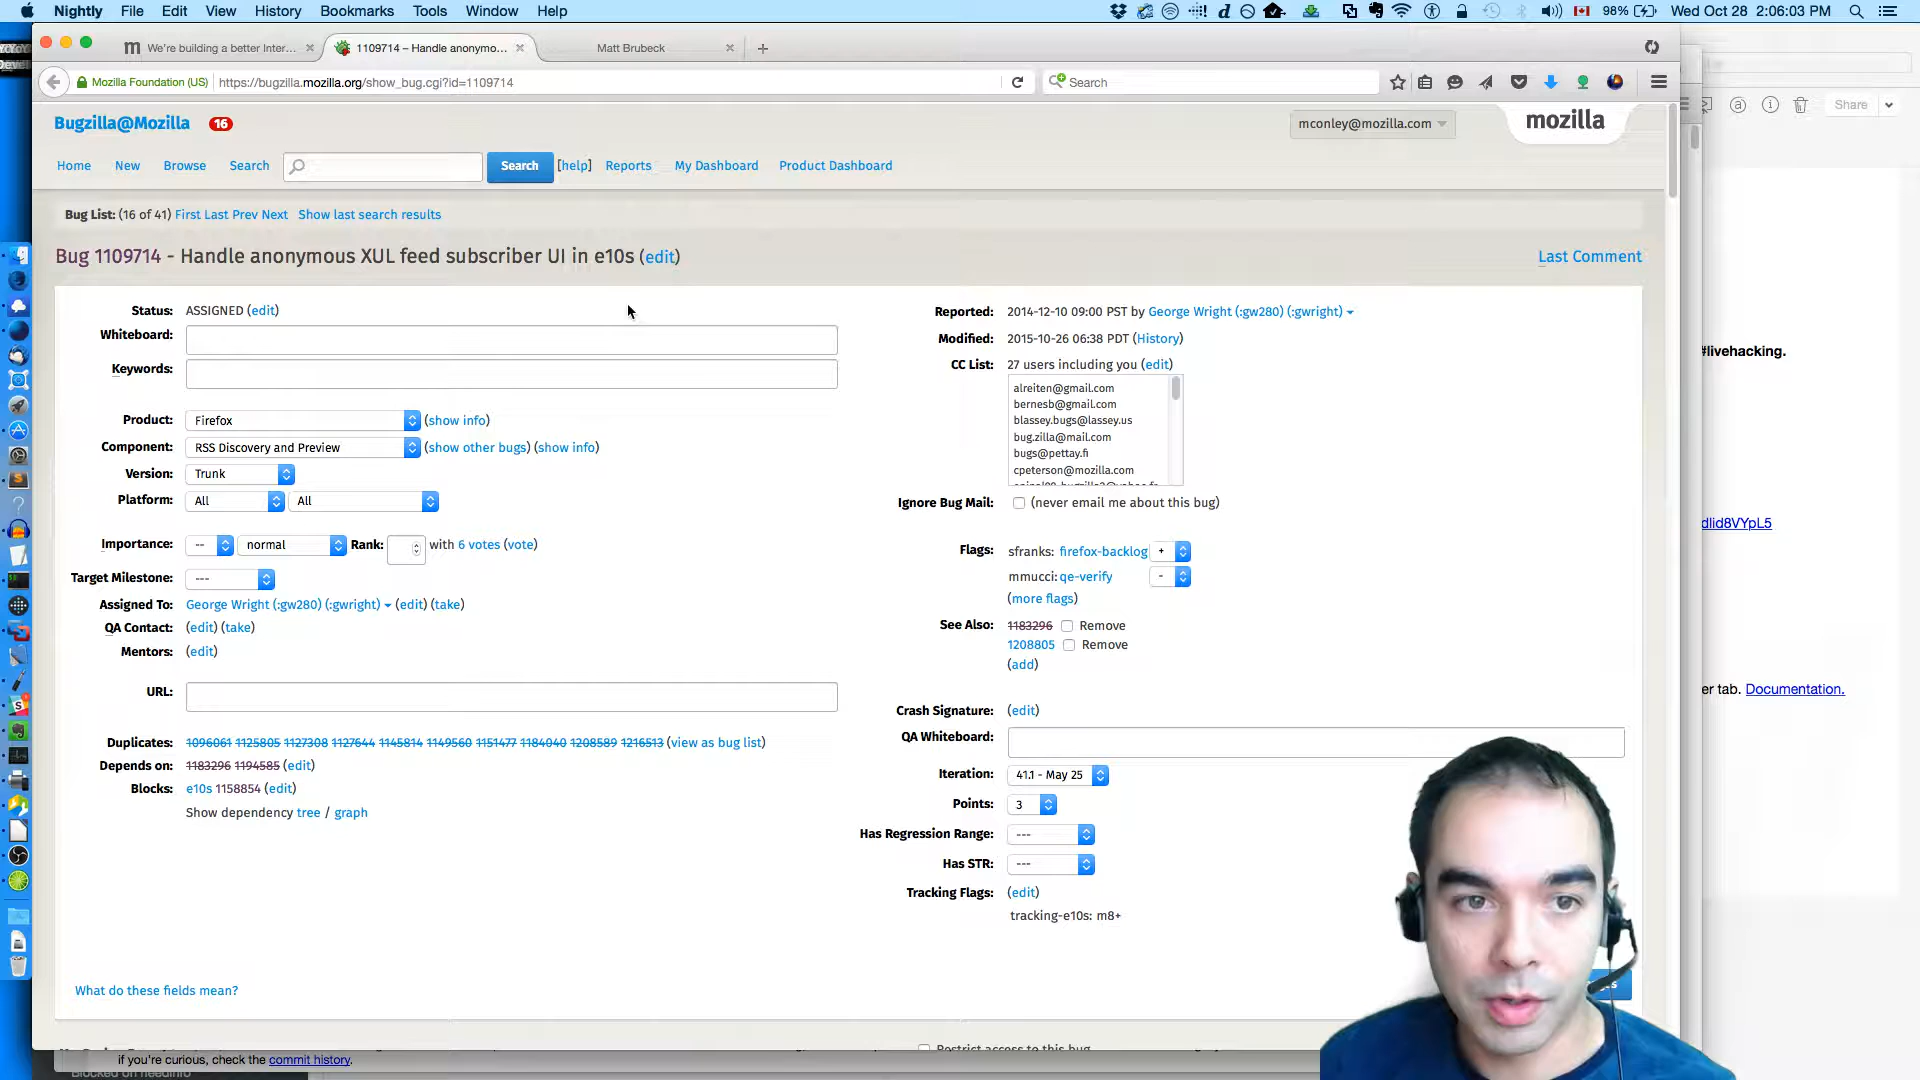 Nightly File Edit View History Bookmarks Tools Window Help 98% Wed Oct 28 2:06:03 PM
We're building a better Inter... 1109714 – Handle anonymo... Matt Brubeck
Mozilla Foundation (US) https://bugzilla.mozilla.org/show_bug.cgi?id=1109714 Search
Share
Bugzilla@Mozilla 16 mconley@mozilla.com mozilla
Home New Browse Search Search [help] Reports My Dashboard Product Dashboard
Bug List: (16 of 41) First Last Prev Next Show last search results
Bug 1109714 - Handle anonymous XUL feed subscriber UI in e10s (edit) Last Comment
Status: ASSIGNED (edit)
Whiteboard:
Keywords:
Product: Firefox (show info)
Component: RSS Discovery and Preview (show other bugs) (show info)
Version: Trunk
Platform: All All
Importance: -- normal Rank: with 6 votes (vote)
Target Milestone: ---
Assigned To: George Wright (:gw280) (:gwright) (edit) (take)
QA Contact: (edit) (take)
Mentors: (edit)
URL:
Duplicates: 1096061 1125805 1127308 1127644 1145814 1149560 1151477 1184040 1208589 1216513 (view as bug list)
Depends on: 1183296 1194585 (edit)
Blocks: e10s 1158854 (edit)
Show dependency tree / graph
What do these fields mean?
Reported: 2014-12-10 09:00 PST by George Wright (:gw280) (:gwright)
Modified: 2015-10-26 06:38 PDT (History)
CC List: 27 users including you (edit)
alreiten@gmail.com
bernesb@gmail.com
blassey.bugs@lassey.us
bug.zilla@mail.com
bugs@pettay.fi
cpeterson@mozilla.com
Ignore Bug Mail: (never email me about this bug)
Flags: sfranks: firefox-backlog +
mmucci: qe-verify -
(more flags)
See Also: 1183296 Remove
1208805 Remove
(add)
Crash Signature: (edit)
QA Whiteboard:
Iteration: 41.1 - May 25
Points: 3
Has Regression Range: ---
Has STR: ---
Tracking Flags: (edit)
tracking-e10s: m8+
Restrict access to this bug
#livehacking.
dlid8VYpL5
er tab. Documentation.
if you're curious, check the commit history.
Blocked on needinfo